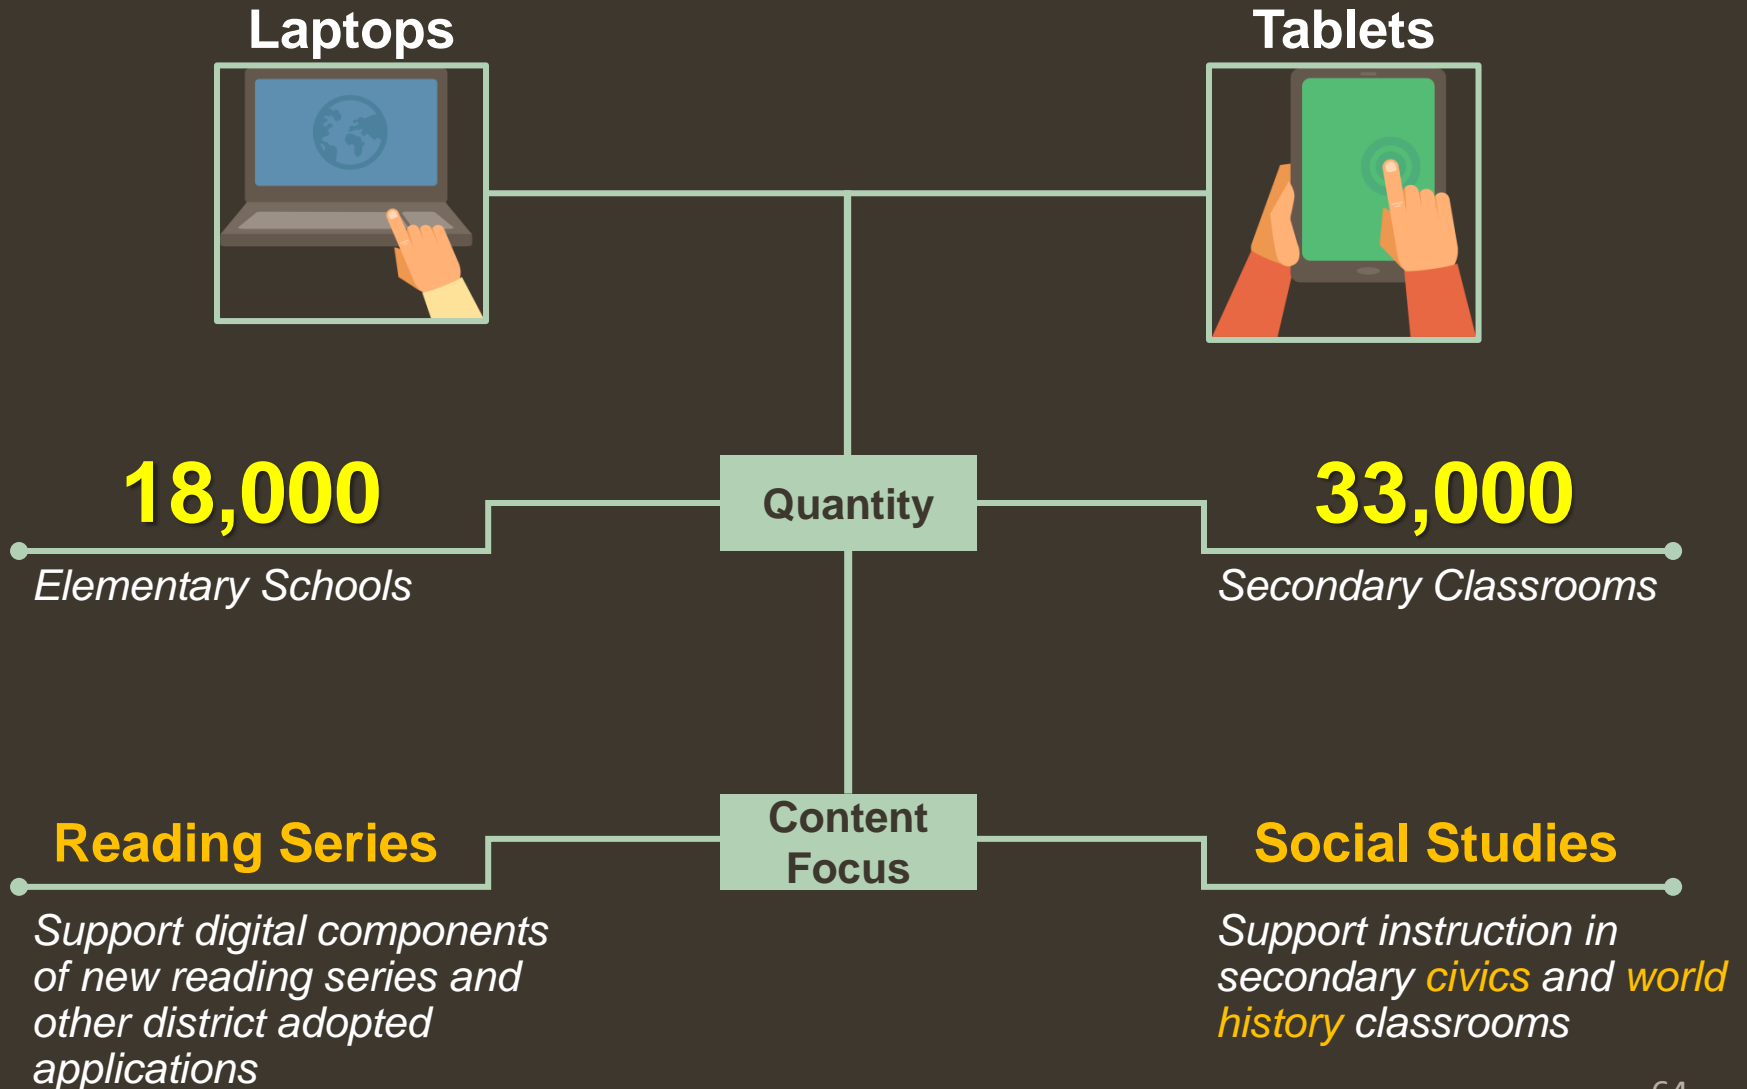 Laptops
Tablets
18,000
Quantity
33,000
Elementary Schools
Secondary Classrooms
Reading Series
Content
Focus
Social Studies
Support digital components
of new reading series and
other district adopted
applications
Support instruction in
secondary civics and world
history classrooms
64